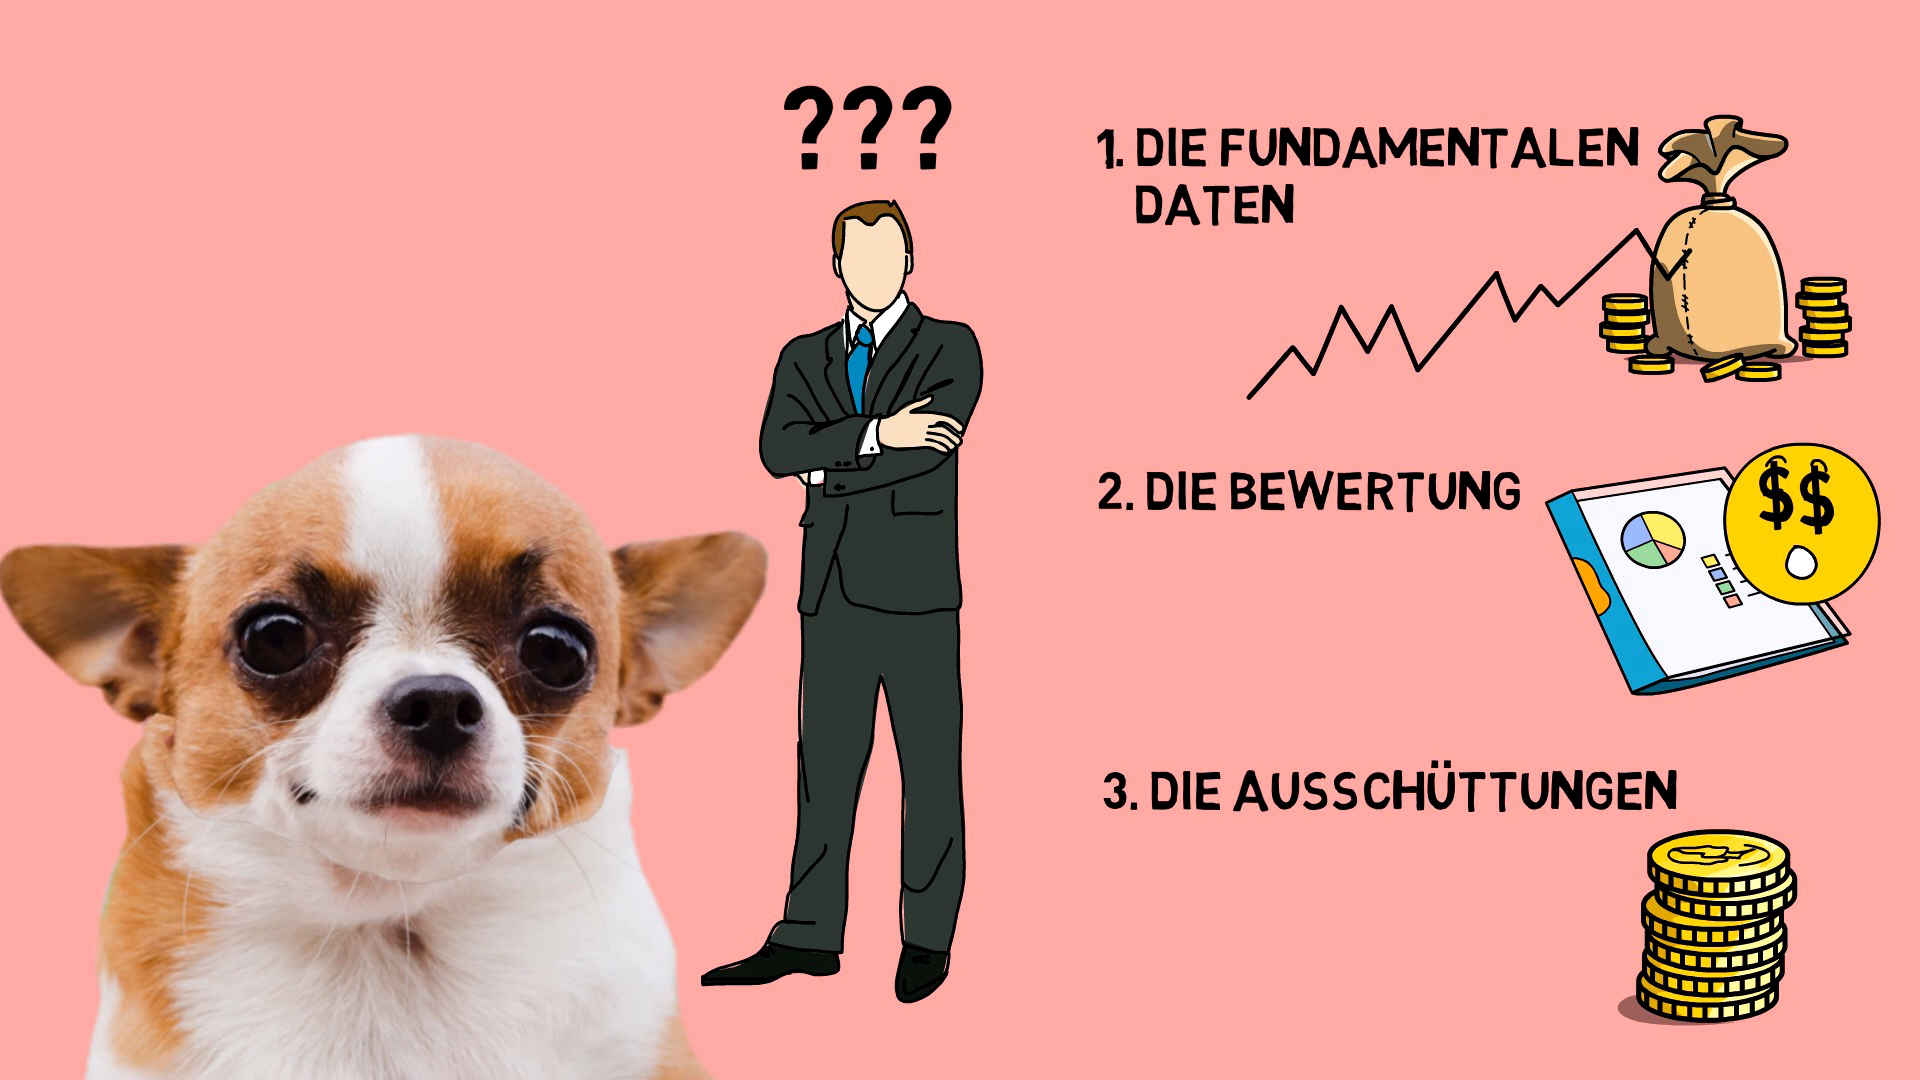 ???
1. DIE FUNDAMENTALEN
DATEN
2. DIE BEWERTUNG
$$
3. DIE AUSSCHÜTTUNGEN